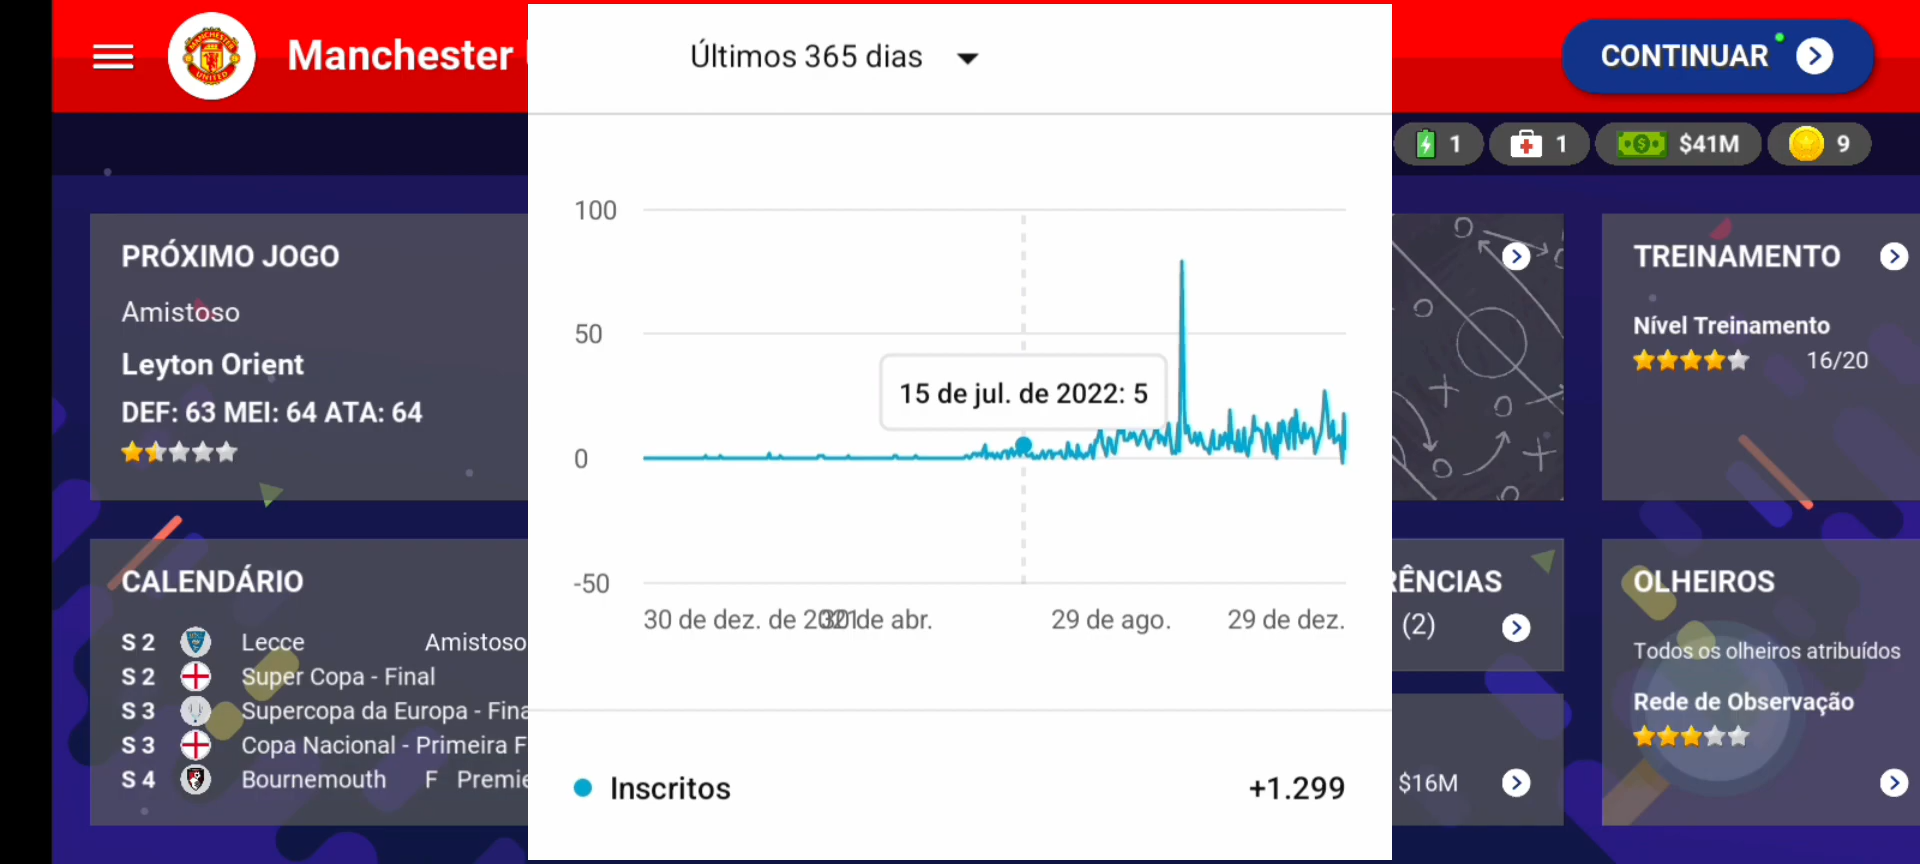 Manchester
CONTINUAR
1
1
$41M
9
PRÓXIMO JOGO
Amistoso
Leyton Orient
DEF: 63 MEI: 64 ATA: 64
CALENDÁRIO
S 2 Lecce Amistoso
S 2 Super Copa - Final
S 3 Supercopa da Europa - Fina
S 3 Copa Nacional - Primeira F
S 4 Bournemouth F Premie
Últimos 365 dias
100
50
15 de jul. de 2022: 5
0
-50
30 de dez. de 2021 30 de abr. 29 de ago. 29 de dez.
Inscritos +1.299
TREINAMENTO
Nível Treinamento
16/20
RÊNCIAS
(2)
$16M
OLHEIROS
Todos os olheiros atribuídos
Rede de Observação
MANCHESTER
UNITED